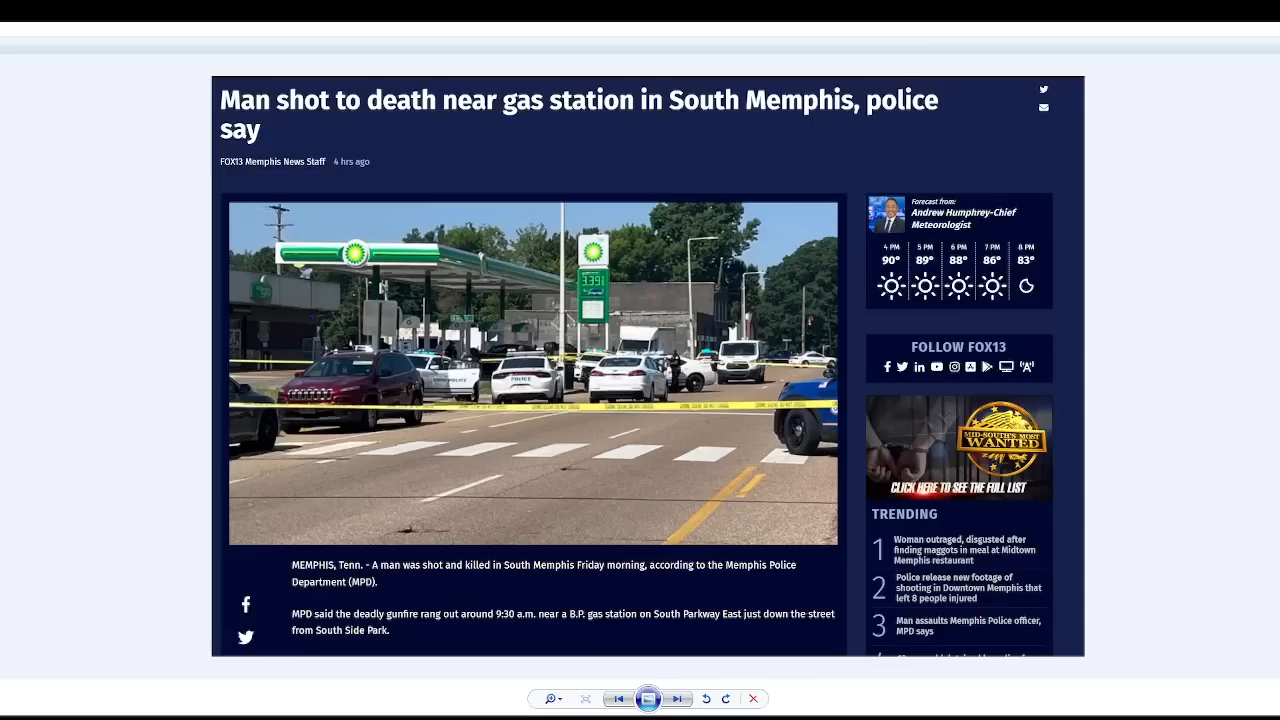 Man shot to death near gas station in South Memphis, police
say
FOX13 Memphis News Staff 4 hrs ago
bp
3.39
POLICE
POLICE
Forecast from:
Andrew Humphrey-Chief
Meteorologist
4 PM 5 PM 6 PM 7 PM 8 PM
90° 89° 88° 86° 83°
FOLLOW FOX13
MID-SOUTH'S MOST
WANTED
CLICK HERE TO SEE THE FULL LIST
TRENDING
1 Woman outraged, disgusted after
finding maggots in meal at Midtown
Memphis restaurant
2 Police release new footage of
shooting in Downtown Memphis that
left 8 people injured
3 Man assaults Memphis Police officer,
MPD says
MEMPHIS, Tenn. - A man was shot and killed in South Memphis Friday morning, according to the Memphis Police
Department (MPD).
MPD said the deadly gunfire rang out around 9:30 a.m. near a B.P. gas station on South Parkway East just down the street
from South Side Park.